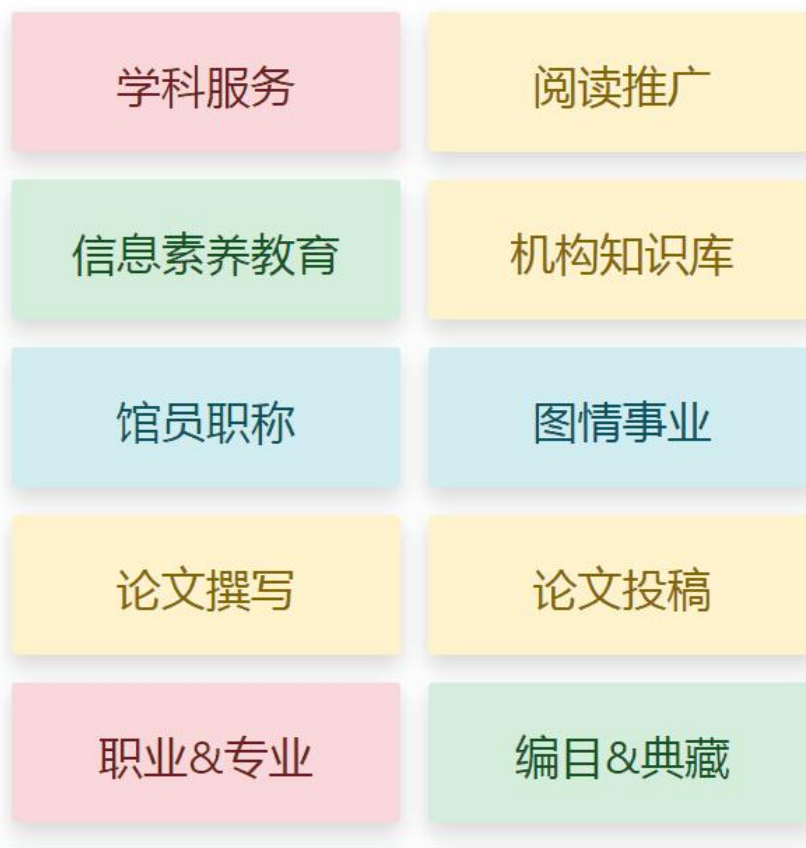 学科服务
阅读推广
信息素养教育
机构知识库
馆员职称
图情事业
论文撰写
论文投稿
职业&专业
编目&典藏